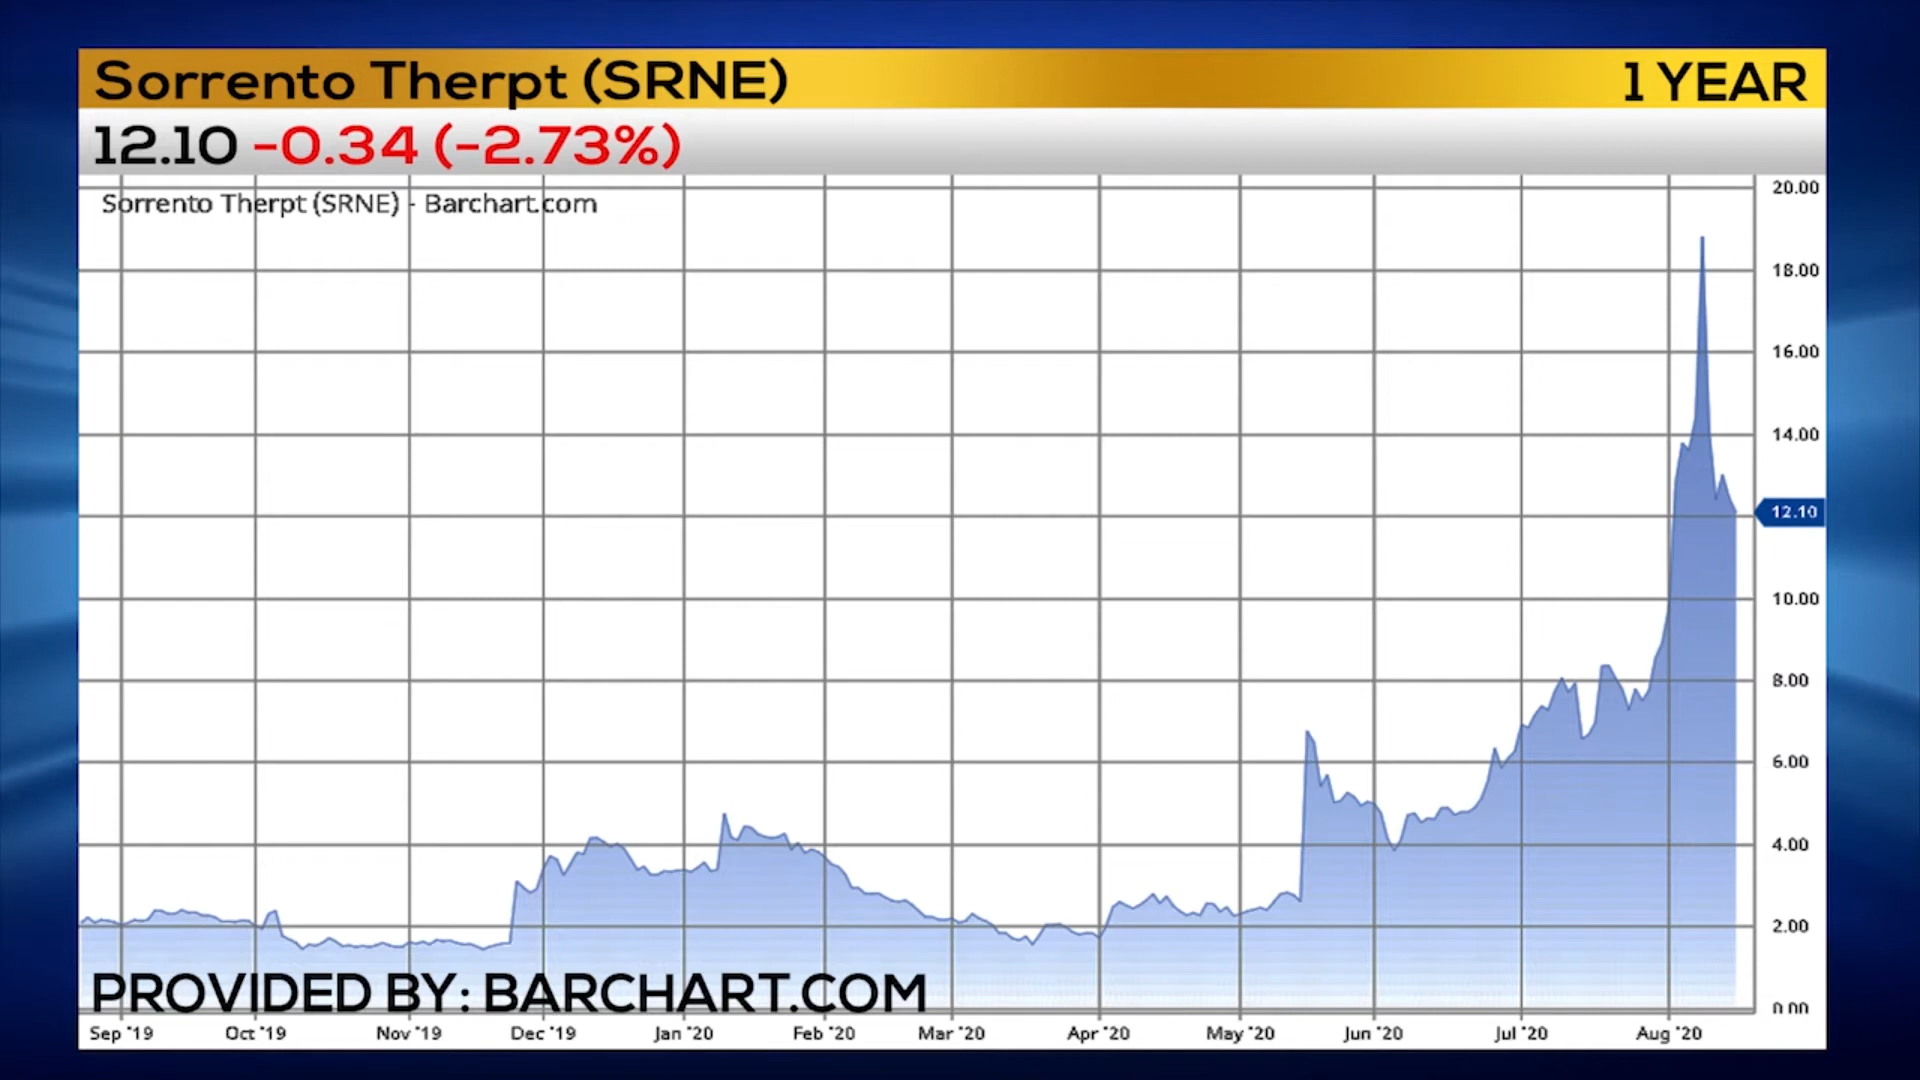 Sorrento Therpt (SRNE) 1 YEAR
12.10 -0.34 (-2.73%)
Sorrento Therpt (SRNE) - Barchart.com
20.00
18.00
16.00
14.00
12.10
10.00
8.00
6.00
4.00
2.00
0.00
PROVIDED BY: BARCHART.COM
Sep '19 Oct '19 Nov '19 Dec '19 Jan '20 Feb '20 Mar '20 Apr '20 May '20 Jun '20 Jul '20 Aug '20